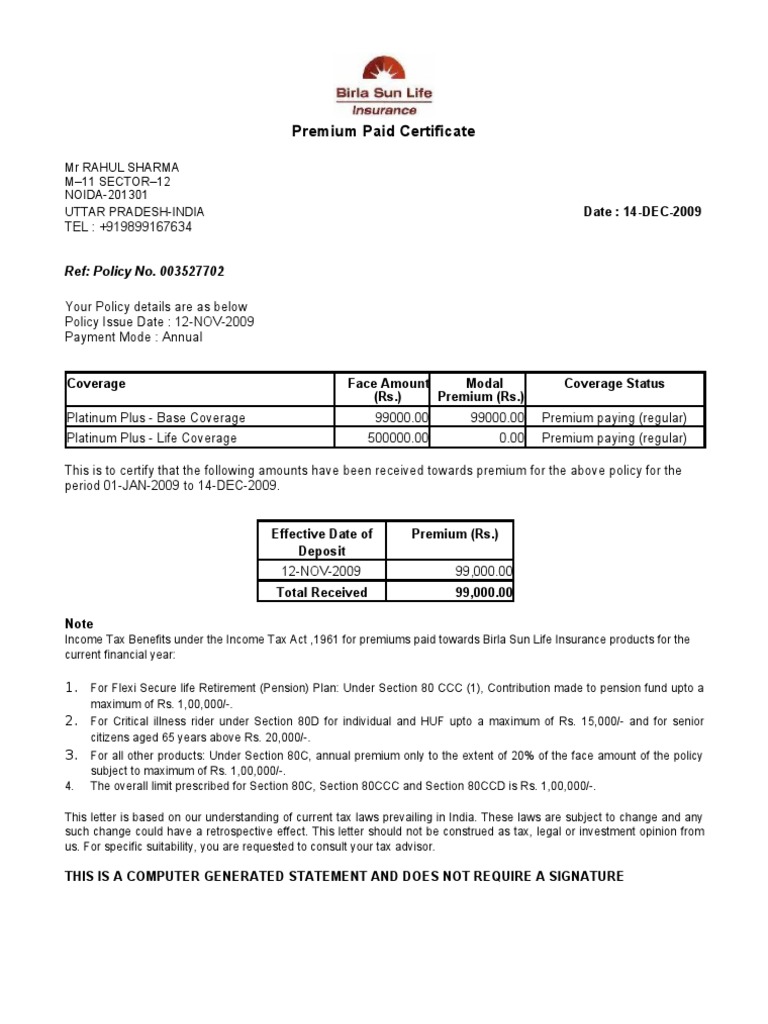 Birla Sun Life
Insurance
Premium Paid Certificate
Mr RAHUL SHARMA
M–11 SECTOR–12
NOIDA-201301
UTTAR PRADESH-INDIA
Date : 14-DEC-2009
TEL : +919899167634
Ref: Policy No. 003527702
Your Policy details are as below
Policy Issue Date : 12-NOV-2009
Payment Mode : Annual
Coverage Face Amount Modal Coverage Status
(Rs.) Premium (Rs.)
Platinum Plus - Base Coverage 99000.00 99000.00 Premium paying (regular)
Platinum Plus - Life Coverage 500000.00 0.00 Premium paying (regular)
This is to certify that the following amounts have been received towards premium for the above policy for the
period 01-JAN-2009 to 14-DEC-2009.
Effective Date of Premium (Rs.)
Deposit
12-NOV-2009 99,000.00
Total Received 99,000.00
Note
Income Tax Benefits under the Income Tax Act ,1961 for premiums paid towards Birla Sun Life Insurance products for the
current financial year:
1. For Flexi Secure life Retirement (Pension) Plan: Under Section 80 CCC (1), Contribution made to pension fund upto a
maximum of Rs. 1,00,000/-.
2. For Critical illness rider under Section 80D for individual and HUF upto a maximum of Rs. 15,000/- and for senior
citizens aged 65 years above Rs. 20,000/-.
3. For all other products: Under Section 80C, annual premium only to the extent of 20% of the face amount of the policy
subject to maximum of Rs. 1,00,000/-.
4. The overall limit prescribed for Section 80C, Section 80CCC and Section 80CCD is Rs. 1,00,000/-.
This letter is based on our understanding of current tax laws prevailing in India. These laws are subject to change and any
such change could have a retrospective effect. This letter should not be construed as tax, legal or investment opinion from
us. For specific suitability, you are requested to consult your tax advisor.
THIS IS A COMPUTER GENERATED STATEMENT AND DOES NOT REQUIRE A SIGNATURE